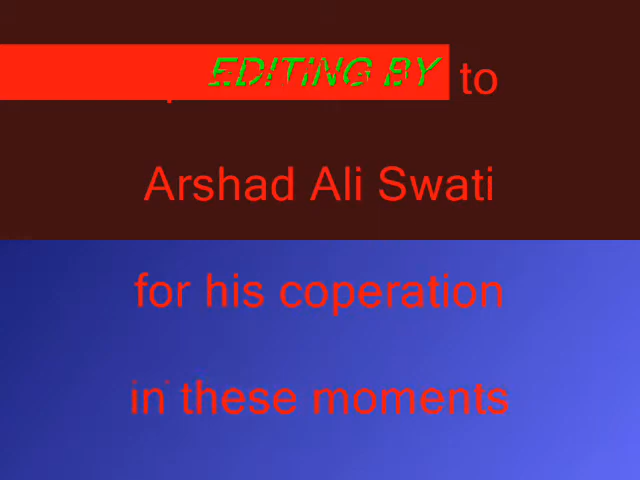 EDITING BY
to
Arshad Ali Swati
for his coperation
in these moments